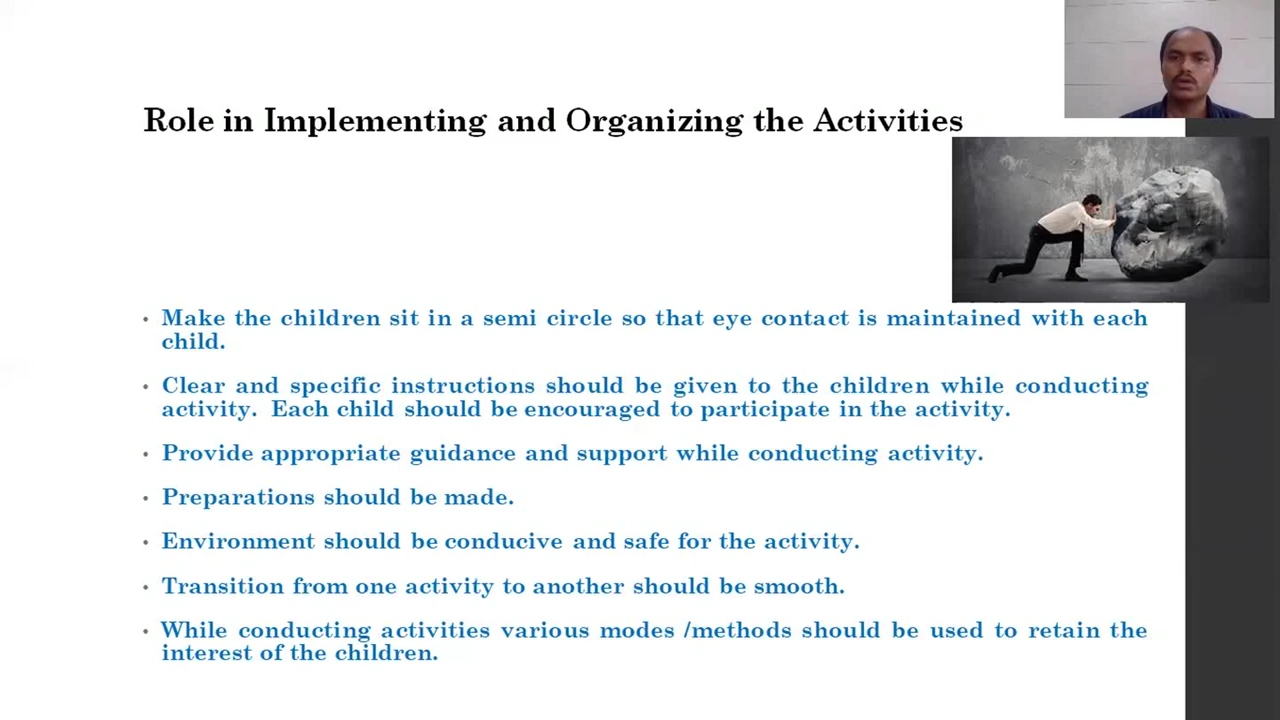 Role in Implementing and Organizing the Activities
• Make the children sit in a semi circle so that eye contact is maintained with each
child.
• Clear and specific instructions should be given to the children while conducting
activity.  Each child should be encouraged to participate in the activity.
• Provide appropriate guidance and support while conducting activity.
• Preparations should be made.
• Environment should be conducive and safe for the activity.
• Transition from one activity to another should be smooth.
• While conducting activities various modes /methods should be used to retain the
interest of the children.